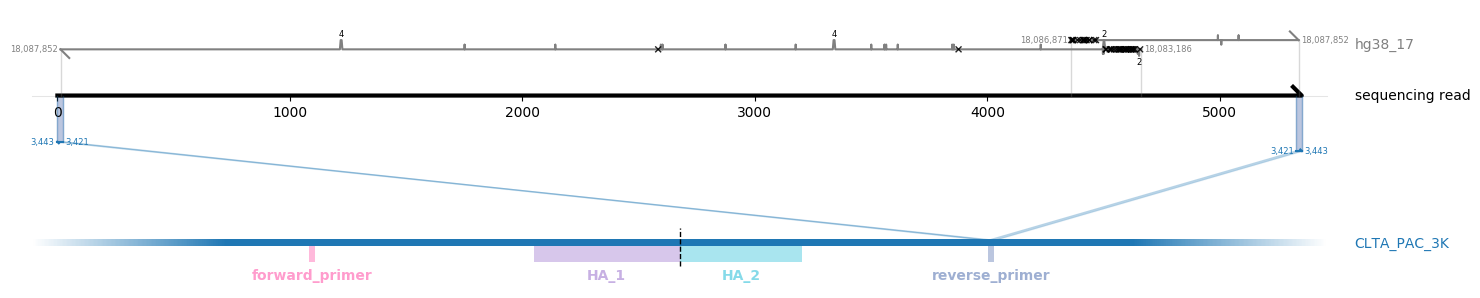 4
4
2
18,086,871
18,087,852
18,083,186
18,087,852
hg38_17
2
sequencing read
0
1000
2000
3000
4000
5000
3,443
3,421
3,421
3,443
CLTA_PAC_3K
forward_primer
HA_1
HA_2
reverse_primer